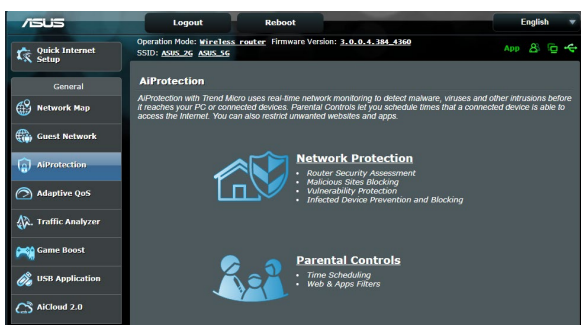 ASUS
Logout
Reboot
English
Quick Internet
Setup
Operation Mode: Wireless router Firmware Version: 3.0.0.4.384_4360
SSID: ASUS_2G ASUS_5G
App
General
Network Map
Guest Network
AiProtection
Adaptive QoS
Traffic Analyzer
Game Boost
USB Application
AiCloud 2.0
AiProtection
AiProtection with Trend Micro uses real-time network monitoring to detect malware, viruses and other intrusions before
it reaches your PC or connected devices. Parental Controls let you schedule times that a connected device is able to
access the Internet. You can also restrict unwanted websites and apps.
Network Protection
• Router Security Assessment
• Malicious Sites Blocking
• Vulnerability Protection
• Infected Device Prevention and Blocking
Parental Controls
• Time Scheduling
• Web & Apps Filters